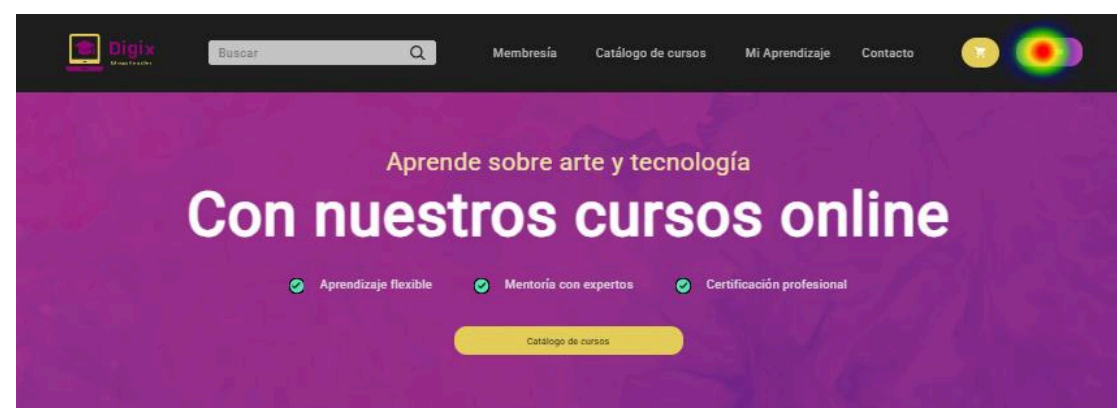 Digix
Buscar
Membresía
Catálogo de cursos
Mi Aprendizaje
Contacto
Aprende sobre arte y tecnología
Con nuestros cursos online
Aprendizaje flexible
Mentoría con expertos
Certificación profesional
Catálogo de cursos